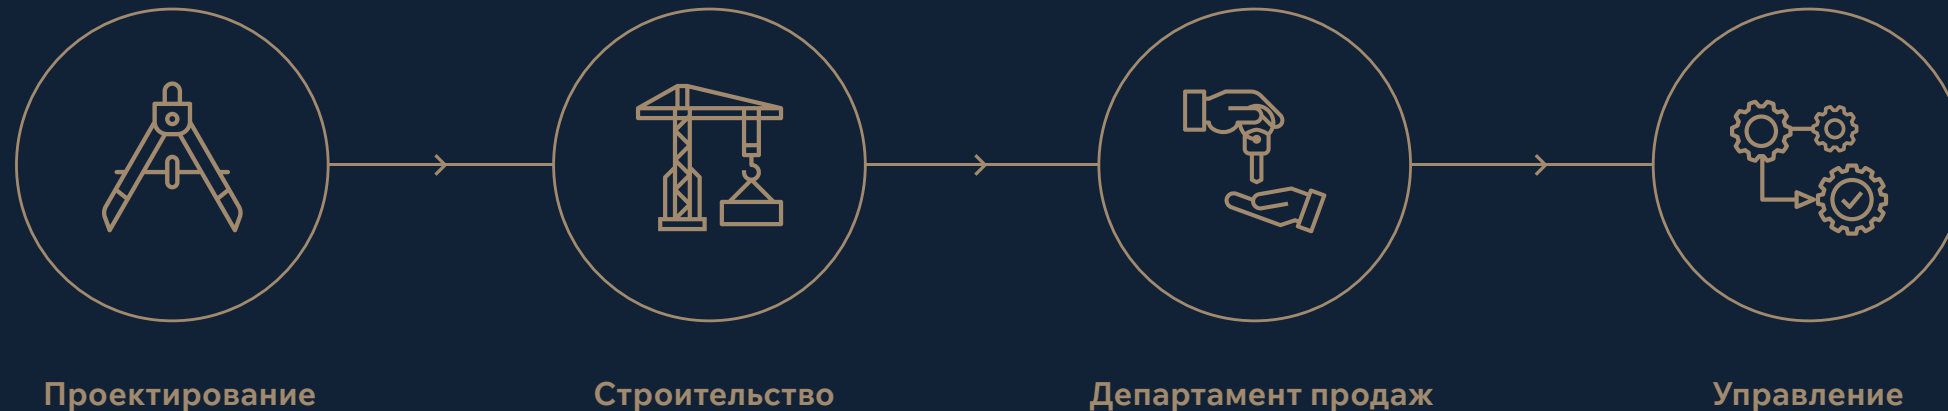 Проектирование
Строительство
Департамент продаж
Управление